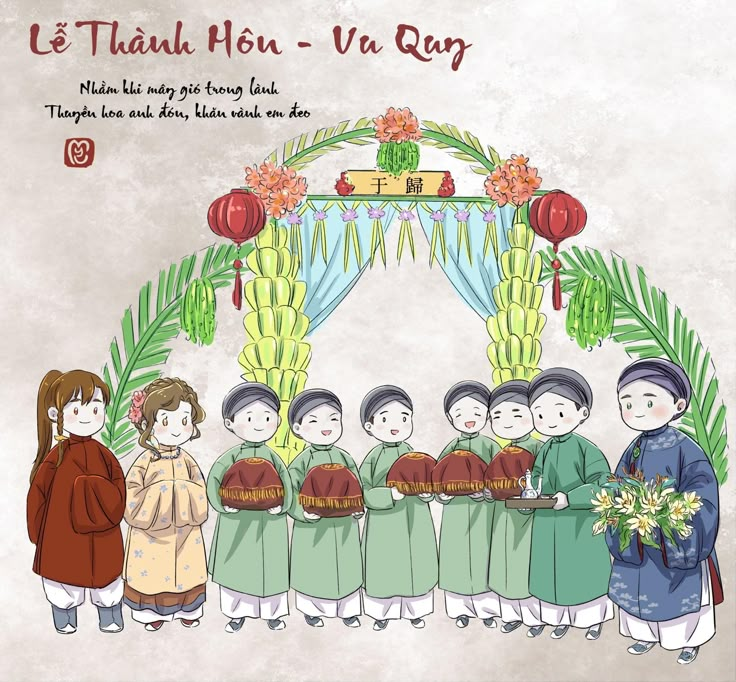 Lễ Thành Hôn - Vu Quy
Nhằm khi mây gió trong lành
Thuyền hoa anh đón, khăn vành em đeo
于歸